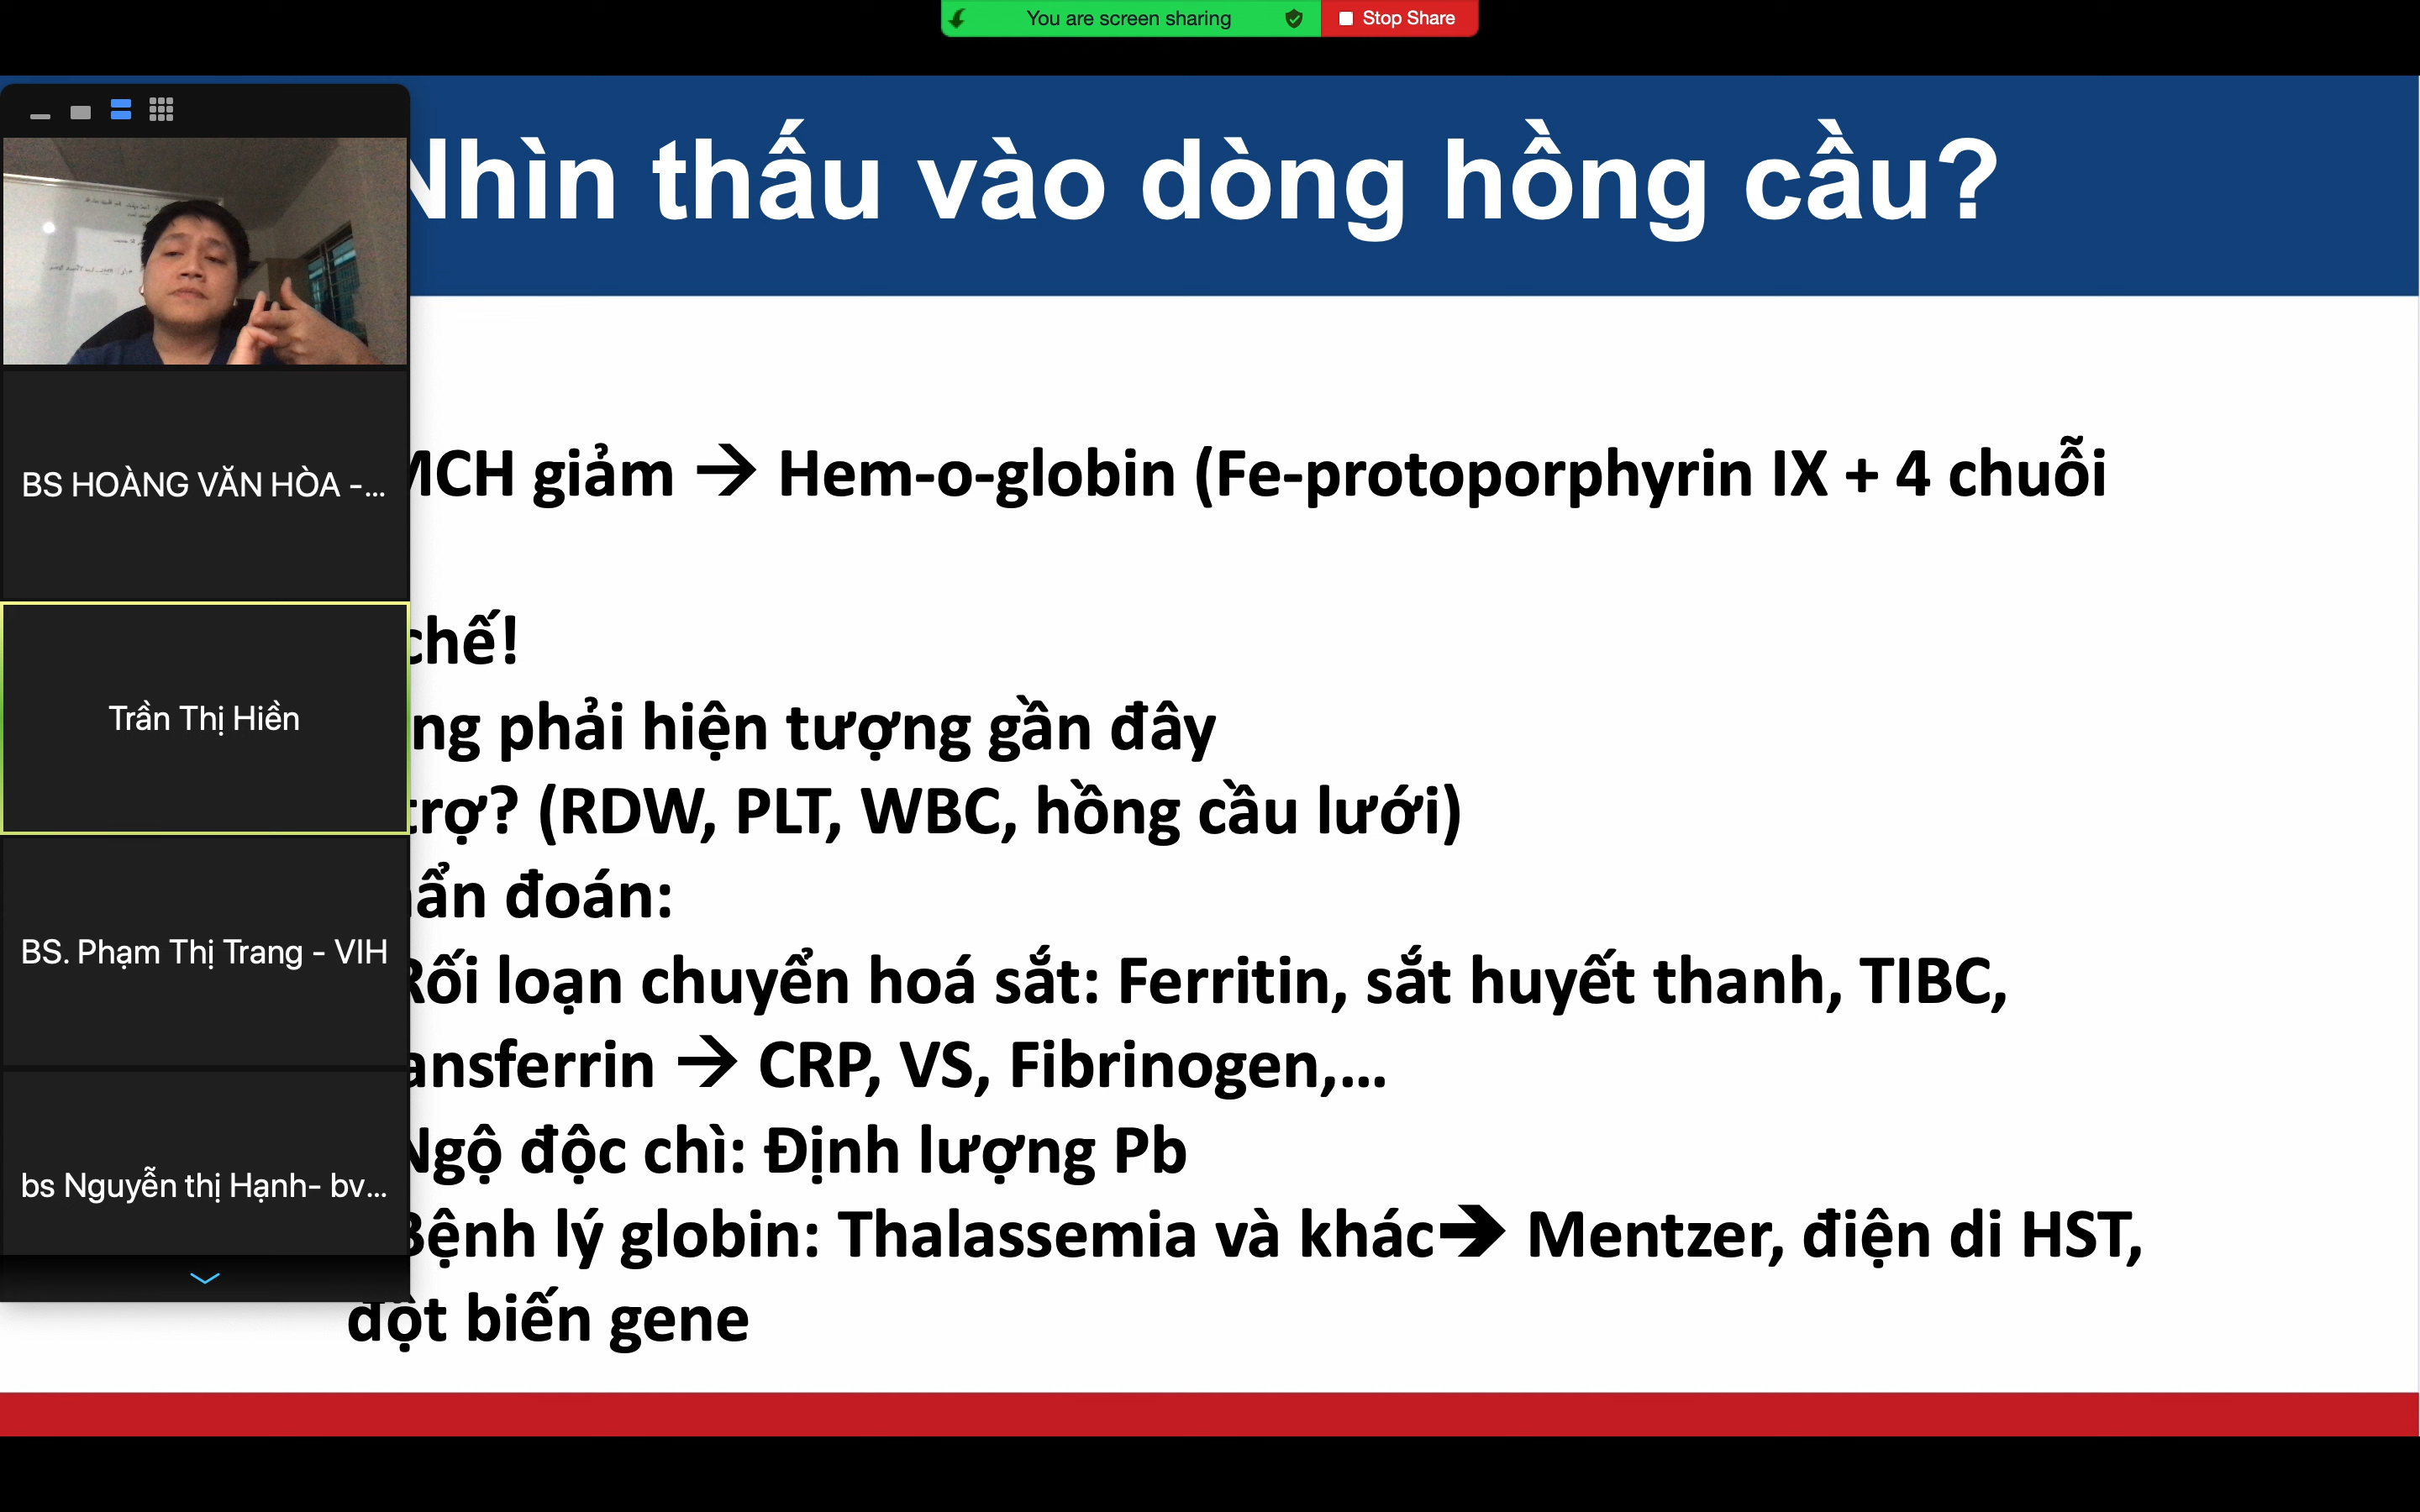 You are screen sharing
Stop Share
Nhìn thấu vào dòng hồng cầu?
BS HOÀNG VĂN HÒA -...
Trần Thị Hiền
BS. Phạm Thị Trang - VIH
bs Nguyễn thị Hạnh- bv...
MCH giảm → Hem-o-globin (Fe-protoporphyrin IX + 4 chuỗi
chế!
phải hiện tượng gần đây
trợ? (RDW, PLT, WBC, hồng cầu lưới)
đoán:
Rối loạn chuyển hoá sắt: Ferritin, sắt huyết thanh, TIBC,
ansferrin → CRP, VS, Fibrinogen,...
Ngộ độc chì: Định lượng Pb
Bệnh lý globin: Thalassemia và khác→ Mentzer, điện di HST,
đột biến gene